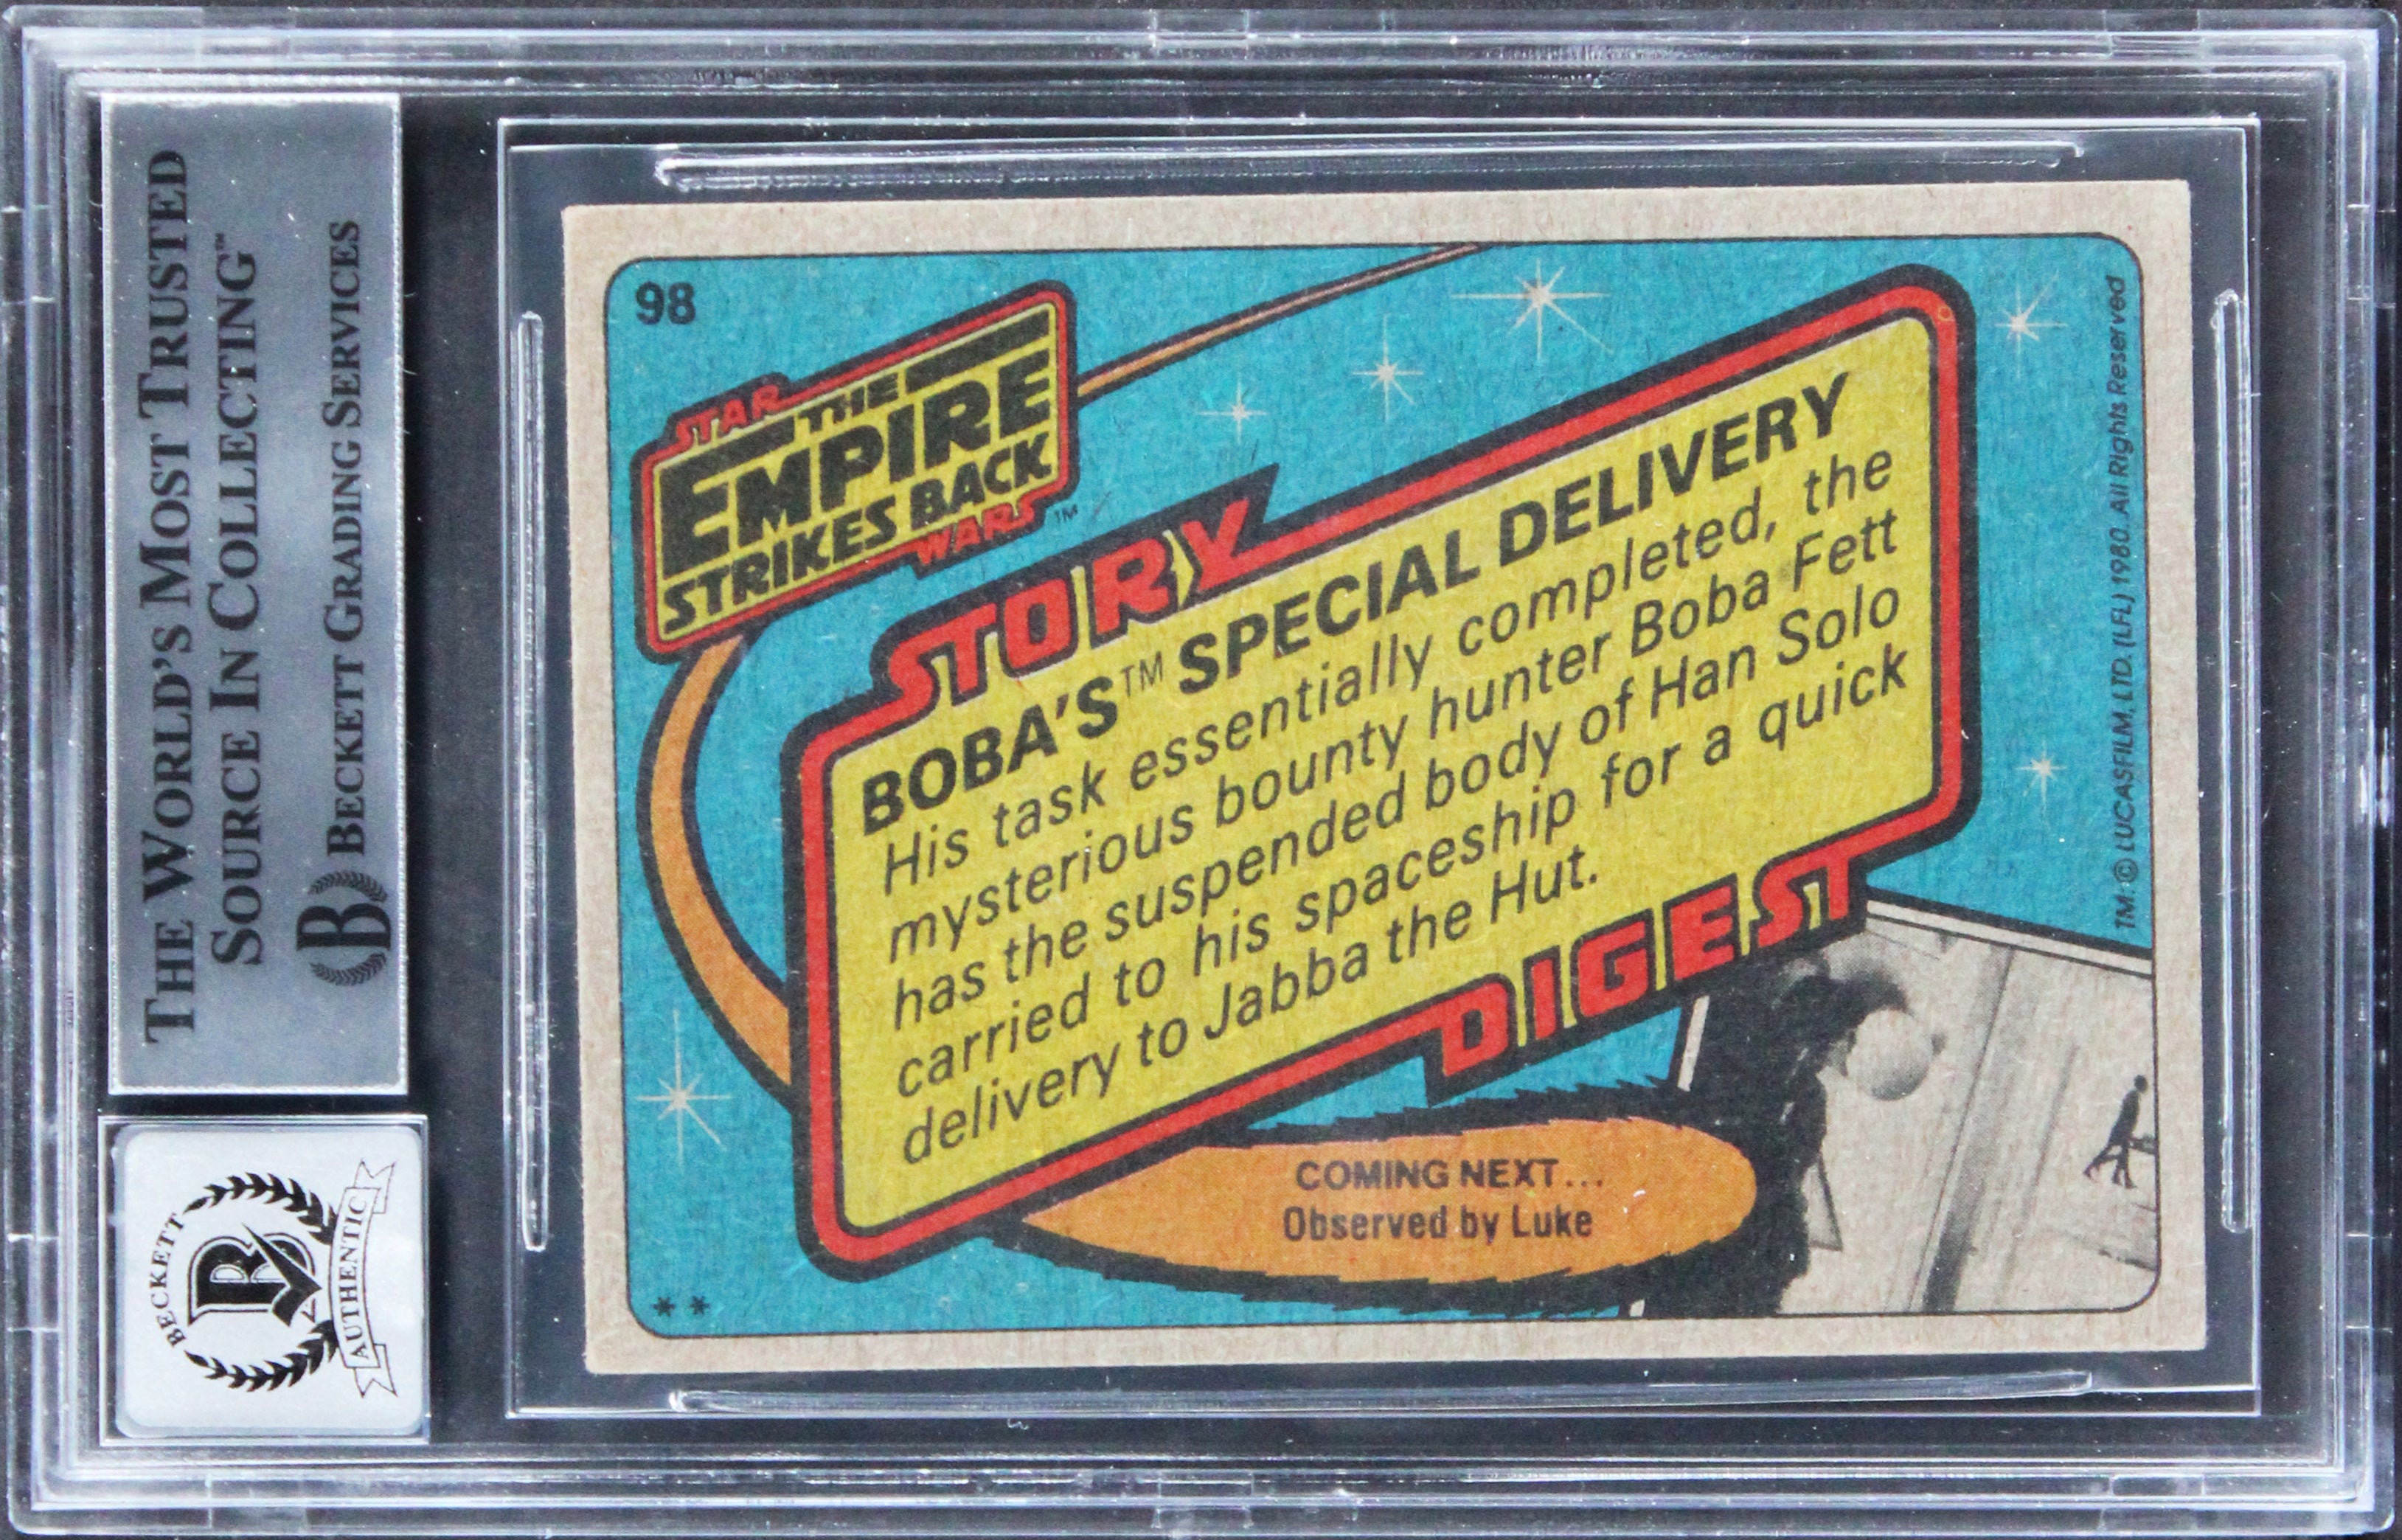 THE WORLD'S MOST TRUSTED
SOURCE IN COLLECTING™
B BECKETT GRADING SERVICES
BECKETT
B
AUTHENTIC
98
STAR
THE
EMPIRE
STRIKES BACK
WARS™
STORY
BOBA'S™ SPECIAL DELIVERY
His task essentially completed, the
mysterious bounty hunter Boba Fett
has the suspended body of Han Solo
carried to his spaceship for a quick
delivery to Jabba the Hut.
DIGEST
COMING NEXT...
Observed by Luke
**
TM: © LUCASFILM, LTD. (LFL) 1980. All Rights Reserved